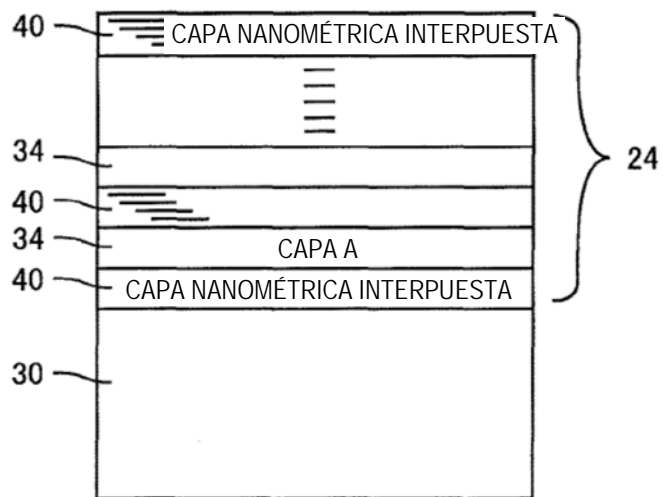 40 CAPA NANOMÉTRICA INTERPUESTA
34 24
40
34 CAPA A
40 CAPA NANOMÉTRICA INTERPUESTA
30